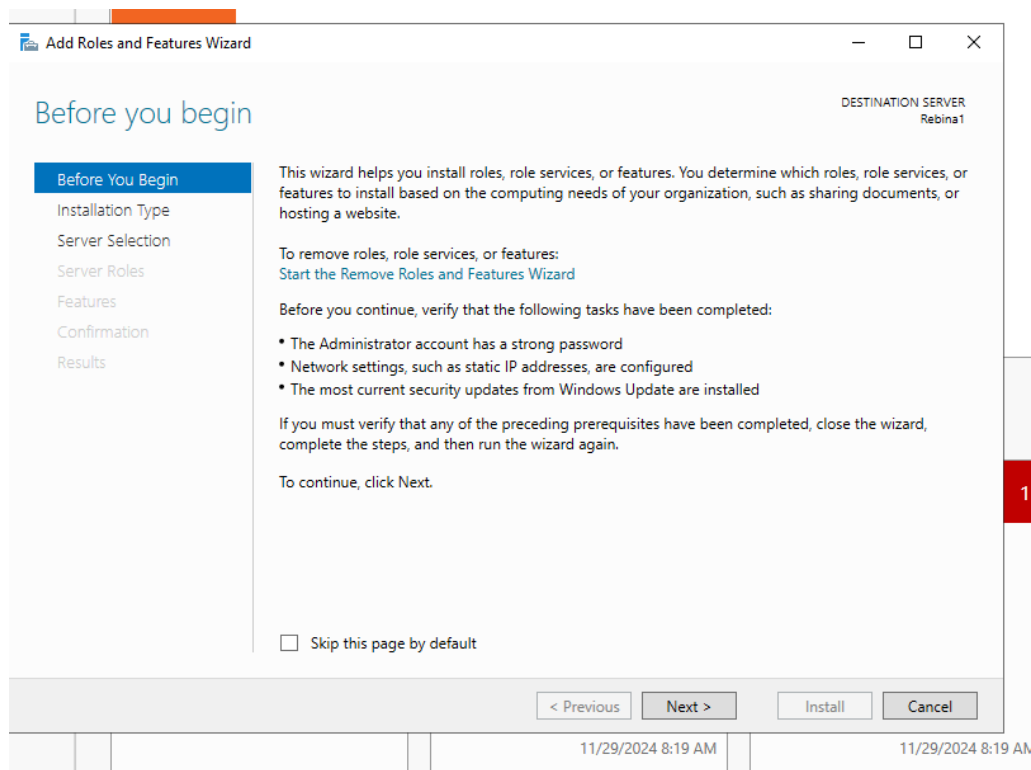 Add Roles and Features Wizard
Before you begin
DESTINATION SERVER
Rebina1
Before You Begin
Installation Type
Server Selection
Server Roles
Features
Confirmation
Results
This wizard helps you install roles, role services, or features. You determine which roles, role services, or
features to install based on the computing needs of your organization, such as sharing documents, or
hosting a website.
To remove roles, role services, or features:
Start the Remove Roles and Features Wizard
Before you continue, verify that the following tasks have been completed:
• The Administrator account has a strong password
• Network settings, such as static IP addresses, are configured
• The most current security updates from Windows Update are installed
If you must verify that any of the preceding prerequisites have been completed, close the wizard,
complete the steps, and then run the wizard again.
To continue, click Next.
1
Skip this page by default
< Previous
Next >
Install
Cancel
11/29/2024 8:19 AM
11/29/2024 8:19 AM